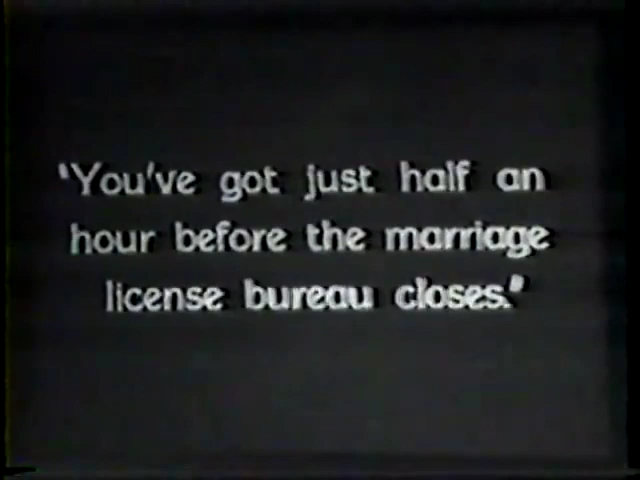 "You've got just half an
hour before the marriage
license bureau closes."